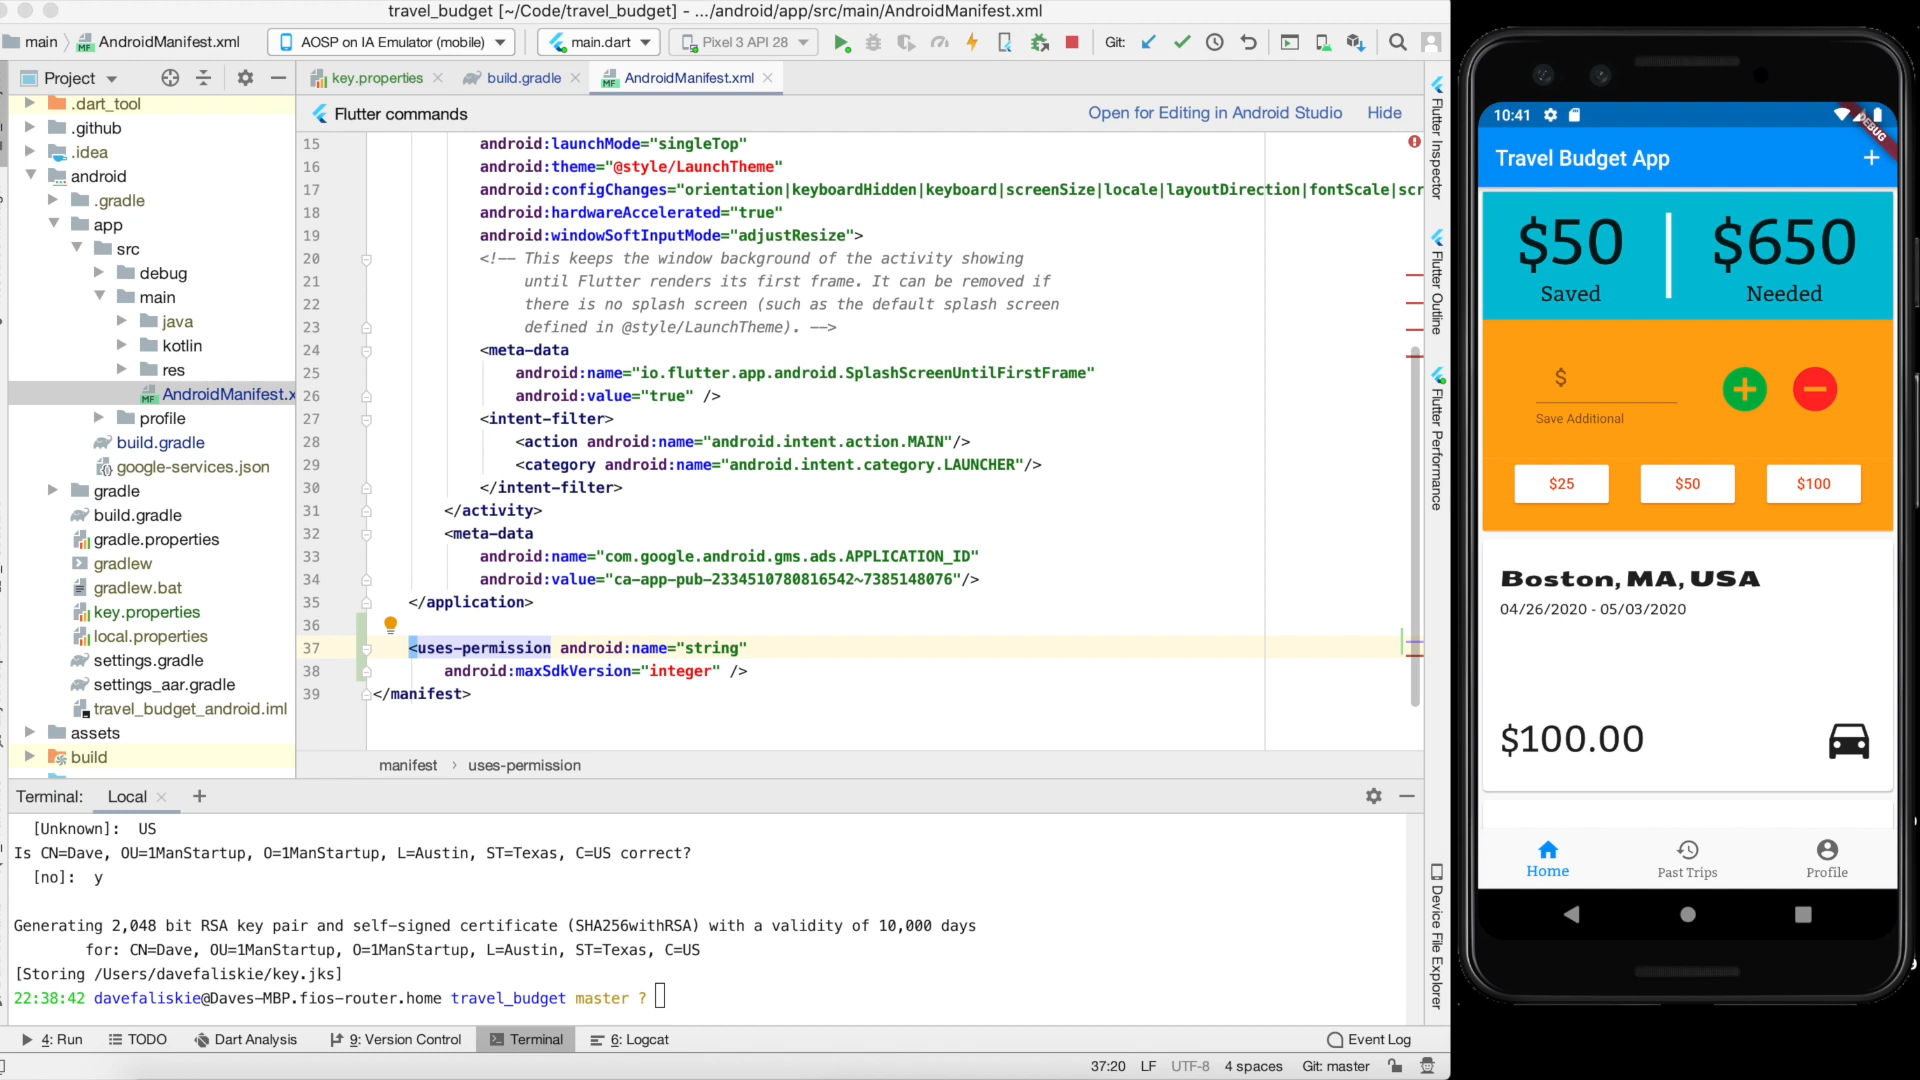 travel_budget [~/Code/travel_budget] - .../android/app/src/main/AndroidManifest.xml
main AndroidManifest.xml
AOSP on IA Emulator (mobile)
main.dart
Pixel 3 API 28
Git:
Project
key.properties
build.gradle
AndroidManifest.xml
Flutter commands
Open for Editing in Android Studio
Hide
.dart_tool
.github
.idea
android
.gradle
app
src
debug
main
java
kotlin
res
AndroidManifest.x
profile
build.gradle
google-services.json
gradle
build.gradle
gradle.properties
gradlew
gradlew.bat
key.properties
local.properties
settings.gradle
settings_aar.gradle
travel_budget_android.iml
assets
build
15 android:launchMode="singleTop"
16 android:theme="@style/LaunchTheme"
17 android:configChanges="orientation|keyboardHidden|keyboard|screenSize|locale|layoutDirection|fontScale|scr
18 android:hardwareAccelerated="true"
19 android:windowSoftInputMode="adjustResize">
20 <!-- This keeps the window background of the activity showing
21 until Flutter renders its first frame. It can be removed if
22 there is no splash screen (such as the default splash screen
23 defined in @style/LaunchTheme). -->
24 <meta-data
25 android:name="io.flutter.app.android.SplashScreenUntilFirstFrame"
26 android:value="true" />
27 <intent-filter>
28 <action android:name="android.intent.action.MAIN"/>
29 <category android:name="android.intent.category.LAUNCHER"/>
30 </intent-filter>
31 </activity>
32 <meta-data
33 android:name="com.google.android.gms.ads.APPLICATION_ID"
34 android:value="ca-app-pub-2334510780816542~7385148076"/>
35 </application>
36
37 <uses-permission android:name="string"
38 android:maxSdkVersion="integer" />
39 </manifest>
manifest › uses-permission
Flutter Inspector
Flutter Outline
Flutter Performance
Device File Explorer
Terminal: Local
[Unknown]: US
Is CN=Dave, OU=1ManStartup, O=1ManStartup, L=Austin, ST=Texas, C=US correct?
[no]: y
Generating 2,048 bit RSA key pair and self-signed certificate (SHA256withRSA) with a validity of 10,000 days
for: CN=Dave, OU=1ManStartup, O=1ManStartup, L=Austin, ST=Texas, C=US
[Storing /Users/davefaliskie/key.jks]
22:38:42 davefaliskie@Daves-MBP.fios-router.home travel_budget master ?
4: Run
TODO
Dart Analysis
9: Version Control
Terminal
6: Logcat
Event Log
37:20 LF UTF-8 4 spaces Git: master
10:41
DEBUG
Travel Budget App +
$50 $650
Saved Needed
$
Save Additional
$25 $50 $100
Boston, MA, USA
04/26/2020 - 05/03/2020
$100.00
Home Past Trips Profile